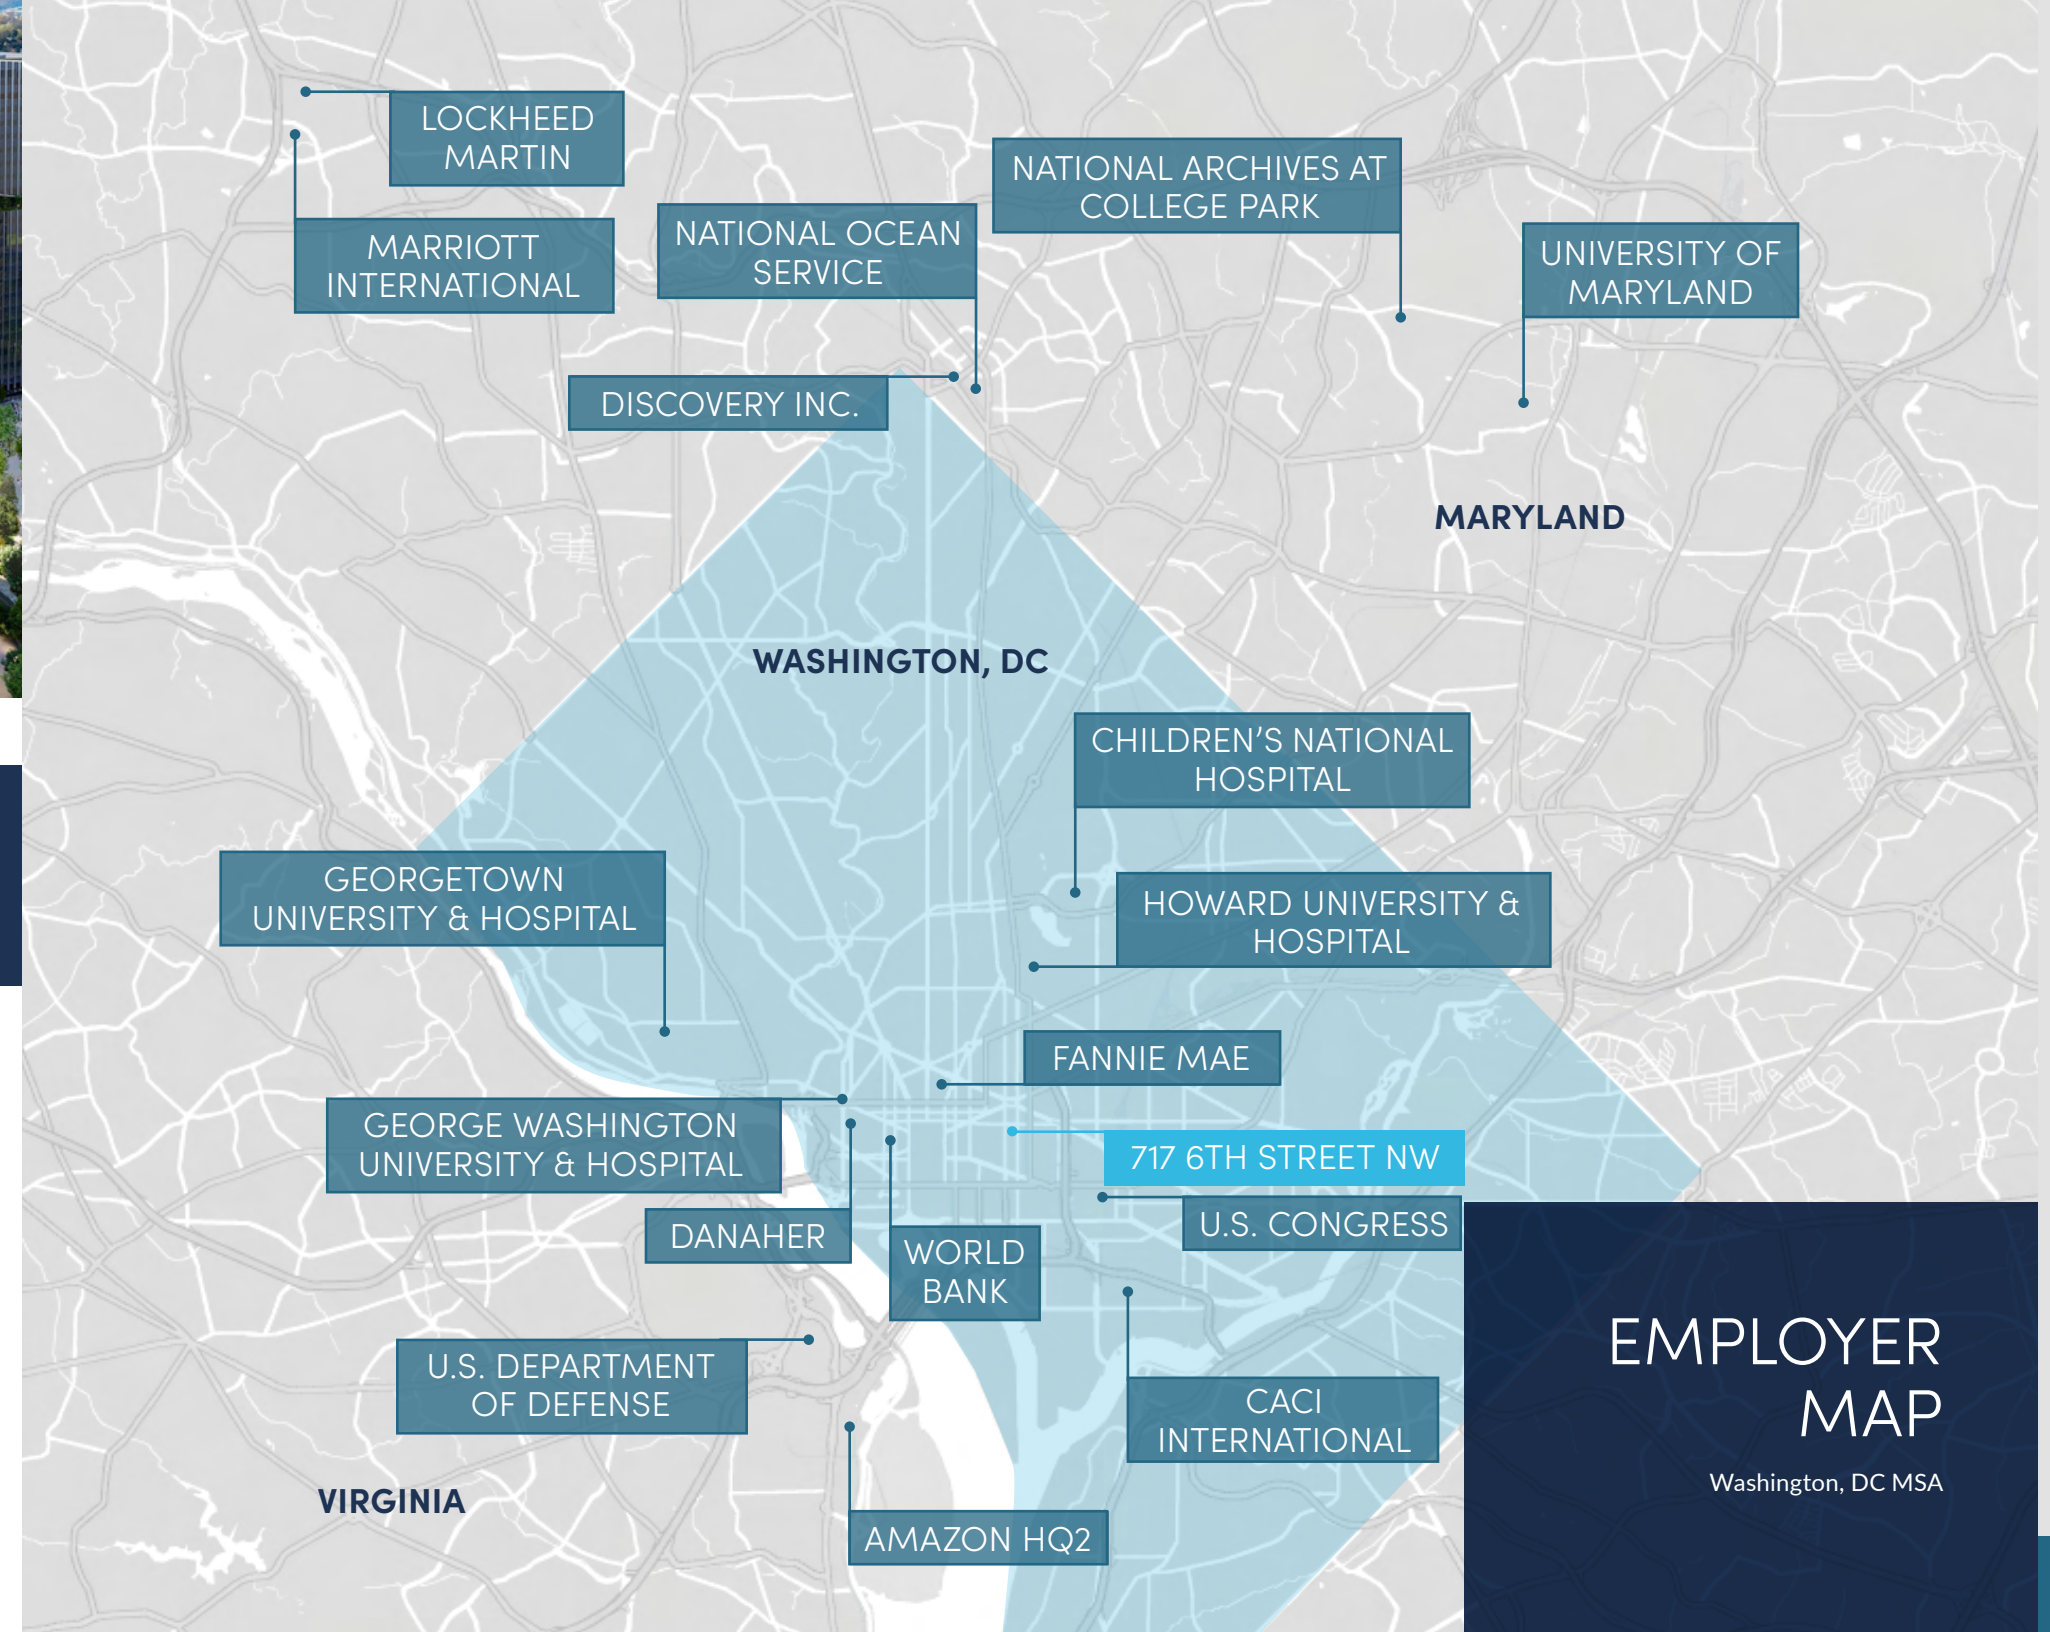 LOCKHEED
MARTIN
NATIONAL ARCHIVES AT
COLLEGE PARK
MARRIOTT
INTERNATIONAL
NATIONAL OCEAN
SERVICE
UNIVERSITY OF
MARYLAND
DISCOVERY INC.
MARYLAND
WASHINGTON, DC
CHILDREN’S NATIONAL
HOSPITAL
GEORGETOWN
UNIVERSITY & HOSPITAL
HOWARD UNIVERSITY &
HOSPITAL
FANNIE MAE
GEORGE WASHINGTON
UNIVERSITY & HOSPITAL
717 6TH STREET NW
DANAHER
WORLD
BANK
U.S. CONGRESS
U.S. DEPARTMENT
OF DEFENSE
CACI
INTERNATIONAL
VIRGINIA
AMAZON HQ2
EMPLOYER
MAP
Washington, DC MSA